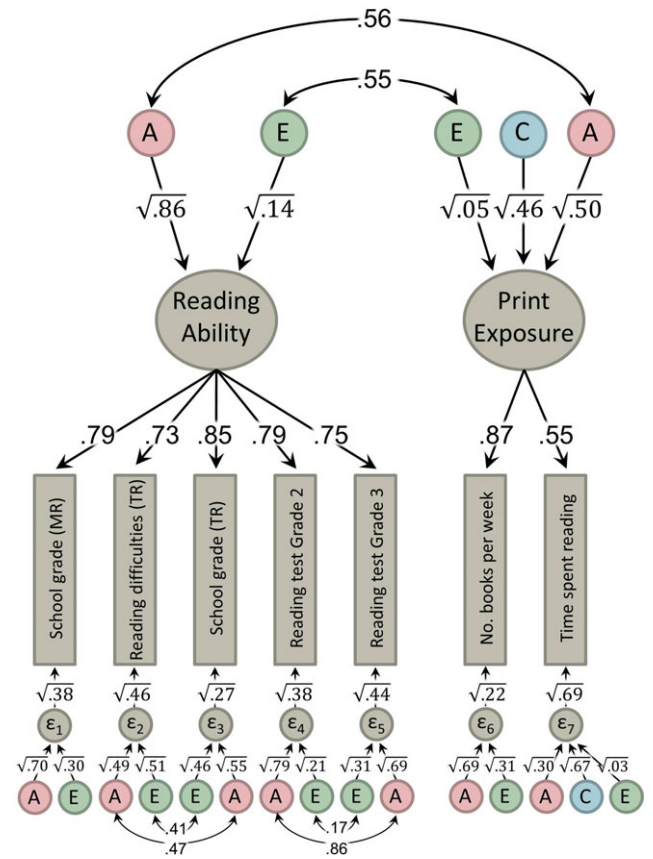 .56
.55
A E E C A
√.86 √.14 √.05 √.46 √.50
Reading
Ability
Print
Exposure
.79 .73 .85 .79 .75 .87 .55
School grade (MR)
Reading difficulties (TR)
School grade (TR)
Reading test Grade 2
Reading test Grade 3
No. books per week
Time spent reading
√.38 √.46 √.27 √.38 √.44 √.22 √.69
ε1 ε2 ε3 ε4 ε5 ε6 ε7
√.70 √.30 √.49 √.51 √.46 √.55 √.79 √.21 √.31 √.69 √.69 √.31 √.30 √.67 √.03
A E A E E A A E E A A E A C E
.41 .17
.47 .86